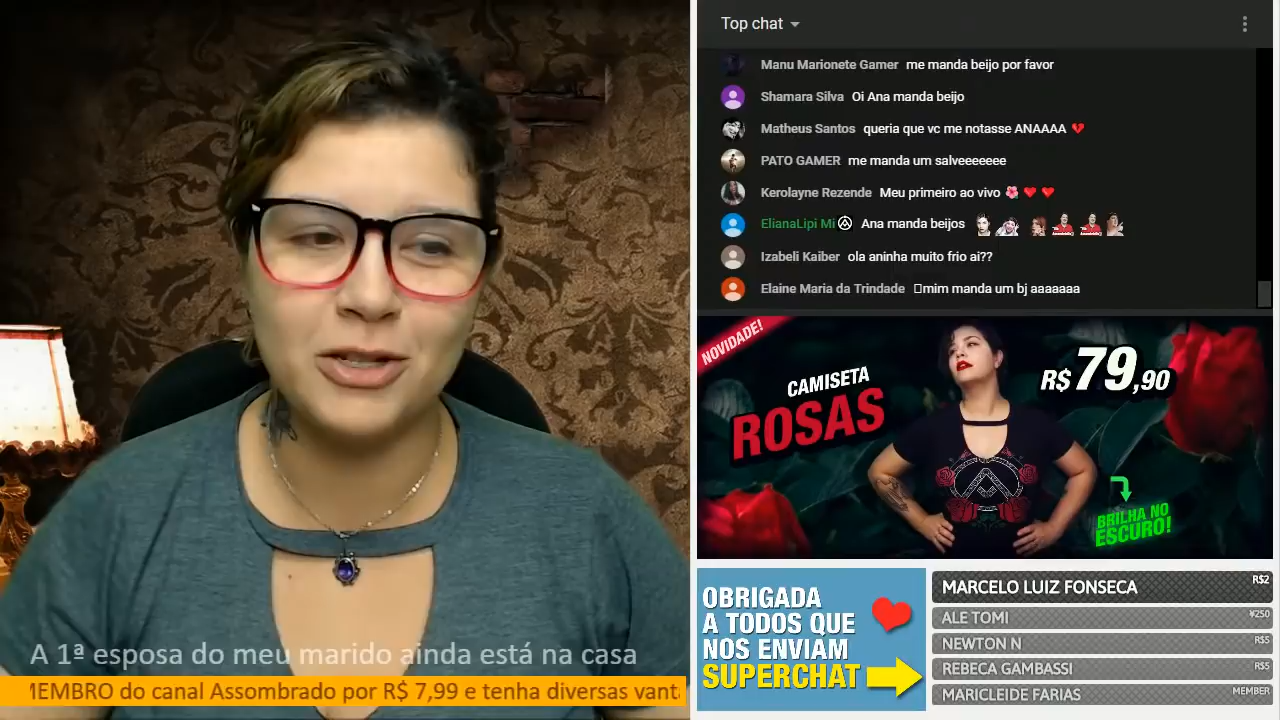 Top chat
Manu Marionete Gamer me manda beijo por favor
Shamara Silva Oi Ana manda beijo
Matheus Santos queria que vc me notasse ANAAAA
PATO GAMER me manda um salveeeeeee
Kerolayne Rezende Meu primeiro ao vivo
ElianaLipi Mi Ana manda beijos
Izabeli Kaiber ola aninha muito frio ai??
Elaine Maria da Trindade mim manda um bj aaaaaaa
NOVIDADE!
CAMISETA
ROSAS
R$79,90
BRILHA NO
ESCURO!
OBRIGADA
A TODOS QUE
NOS ENVIAM
SUPERCHAT
MARCELO LUIZ FONSECA R$2
ALE TOMI ¥250
NEWTON N R$5
REBECA GAMBASSI R$5
MARICLEIDE FARIAS MEMBER
A 1ª esposa do meu marido ainda está na casa
MEMBRO do canal Assombrado por R$ 7,99 e tenha diversas vant